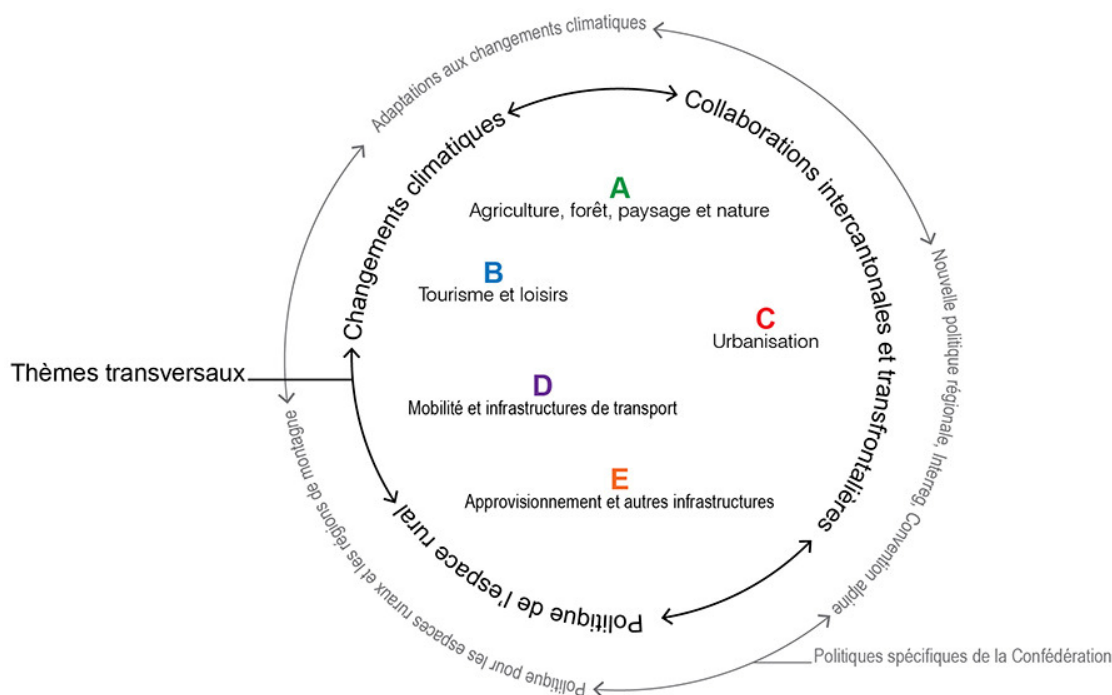 Adaptations aux changements climatiques
Changements climatiques
Collaborations intercantonales et transfrontalières
Nouvelle politique régionale, Interreg, Convention alpine
A
Agriculture, forêt, paysage et nature
B
Tourisme et loisirs
C
Urbanisation
Thèmes transversaux
D
Mobilité et infrastructures de transport
E
Approvisionnement et autres infrastructures
Politique de l'espace rural
Politique pour les espaces ruraux et les régions de montagne
Politiques spécifiques de la Confédération